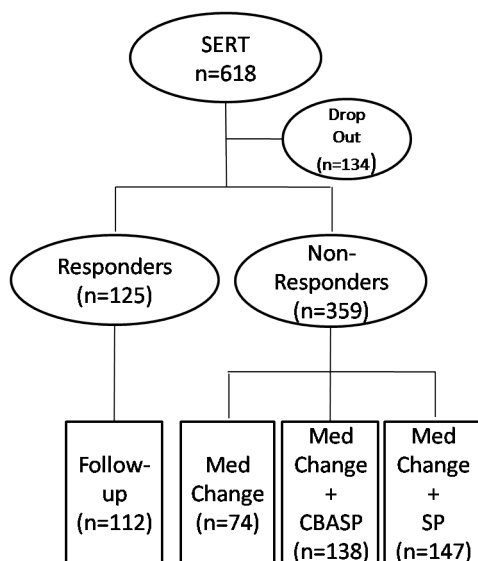 SERT
n=618
Drop
Out
(n=134)
Responders
(n=125)
Non-
Responders
(n=359)
Follow-
up
(n=112)
Med
Change
(n=74)
Med
Change
+
CBASP
(n=138)
Med
Change
+
SP
(n=147)